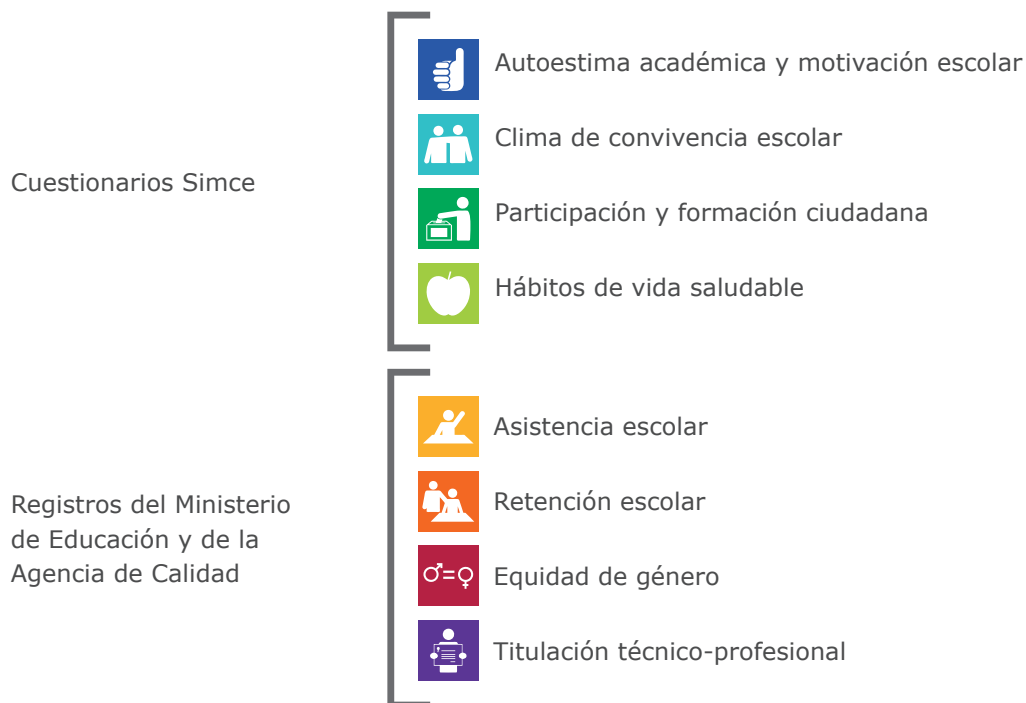 Cuestionarios Simce
Autoestima académica y motivación escolar
Clima de convivencia escolar
Participación y formación ciudadana
Hábitos de vida saludable
Registros del Ministerio
de Educación y de la
Agencia de Calidad
Asistencia escolar
Retención escolar
Equidad de género
Titulación técnico-profesional